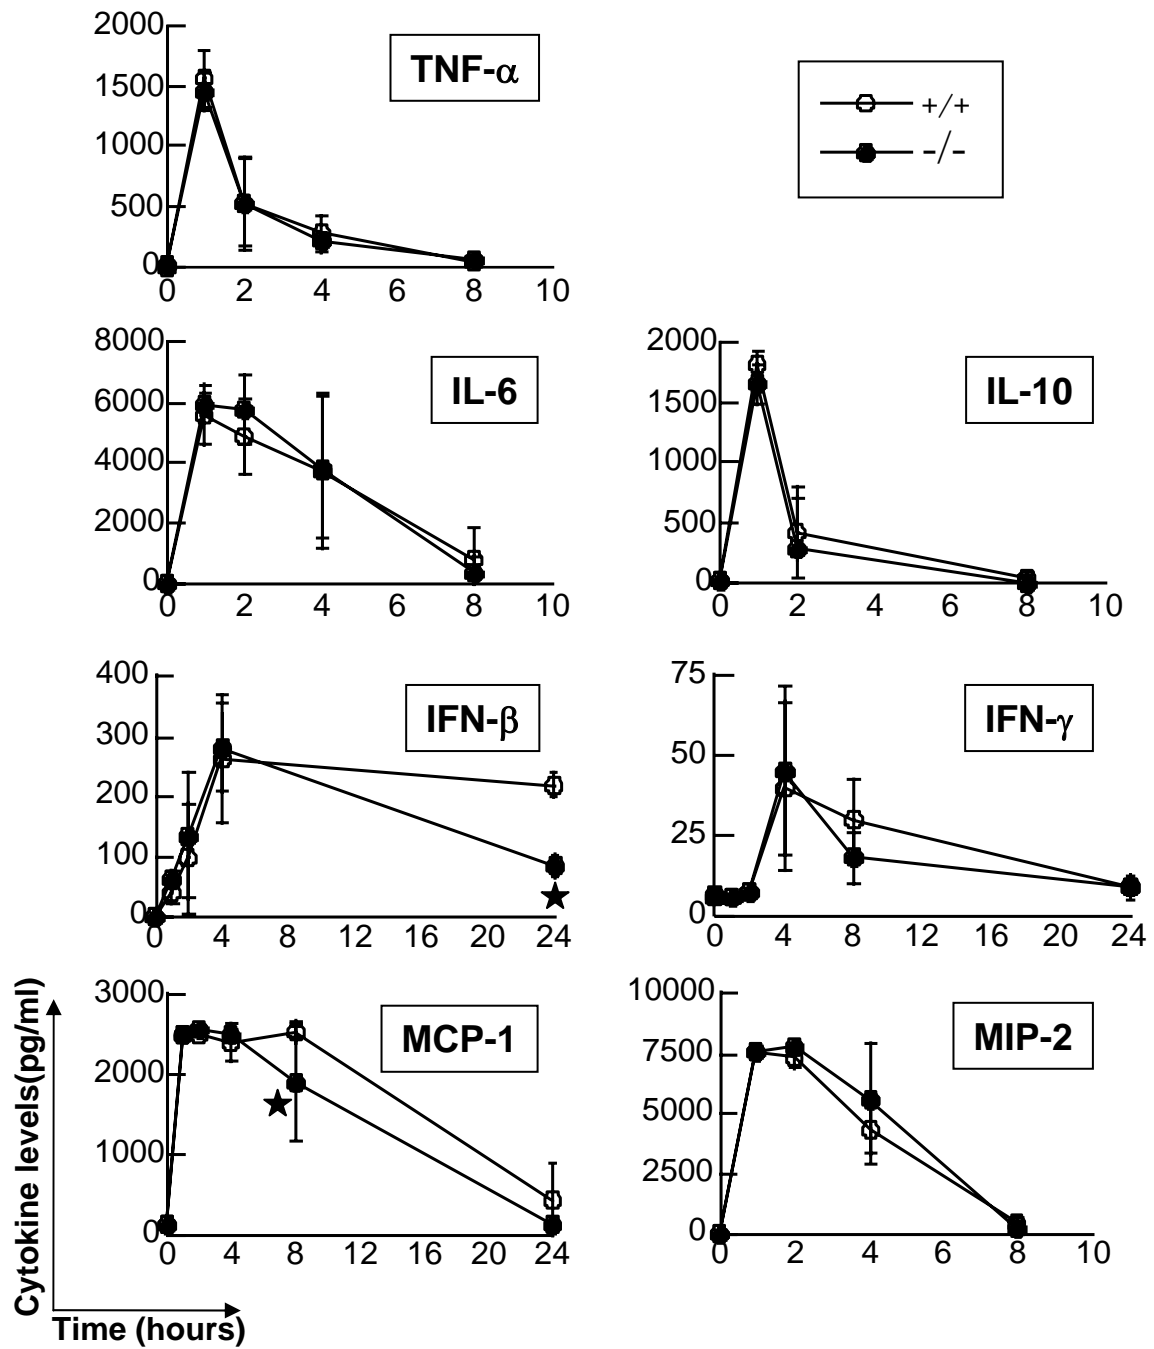 TNF-α
2000
1500
1000
500
0
0 2 4 6 8 10
+/+
-/-
IL-6
8000
6000
4000
2000
0
0 2 4 6 8 10
IL-10
2000
1500
1000
500
0
0 2 4 6 8 10
IFN-β
400
300
200
100
0
0 4 8 12 16 20 24
IFN-γ
75
50
25
0
0 4 8 12 16 20 24
MCP-1
3000
2000
1000
0
0 4 8 12 16 20 24
MIP-2
10000
7500
5000
2500
0
0 2 4 6 8 10
Cytokine levels(pg/ml)
Time (hours)